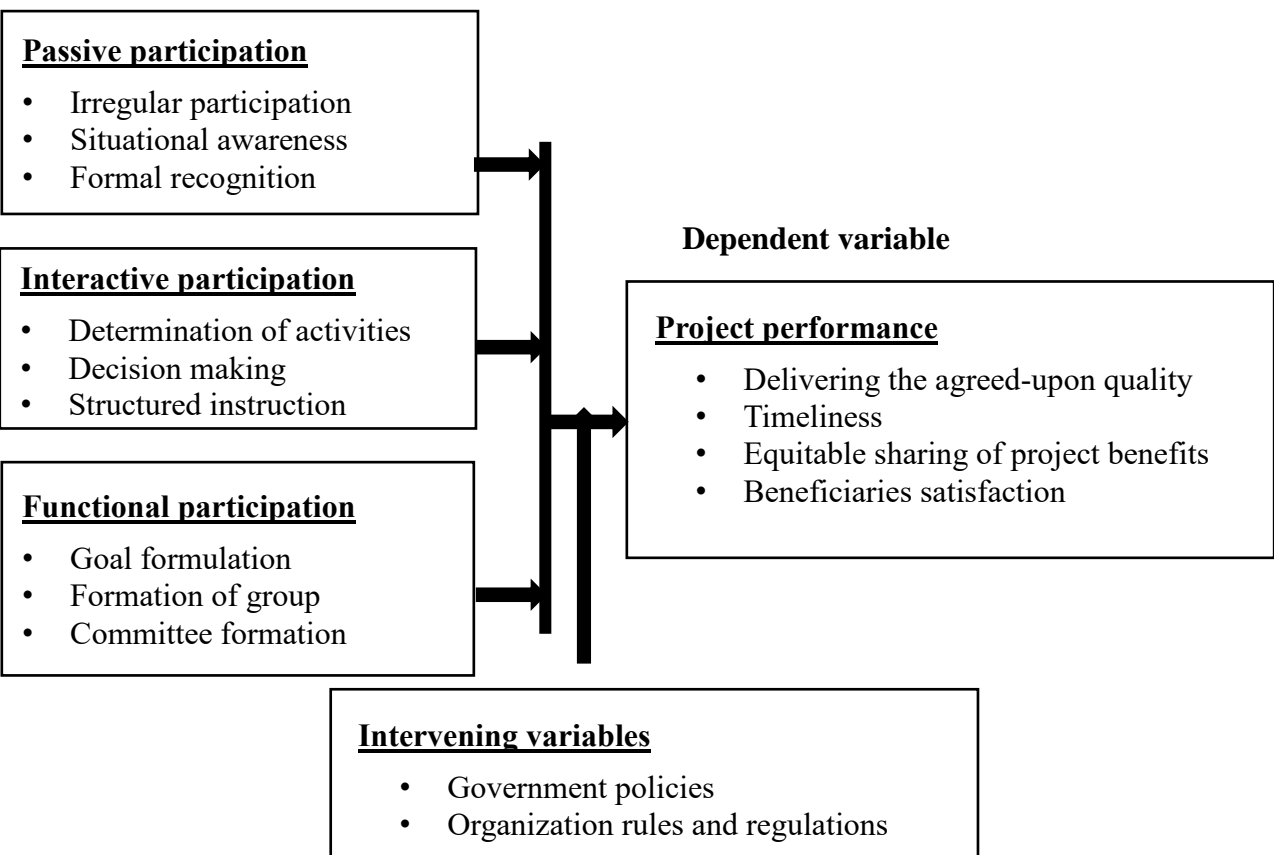 Passive participation
• Irregular participation
• Situational awareness
• Formal recognition
Interactive participation
• Determination of activities
• Decision making
• Structured instruction
Functional participation
• Goal formulation
• Formation of group
• Committee formation
Dependent variable
Project performance
• Delivering the agreed-upon quality
• Timeliness
• Equitable sharing of project benefits
• Beneficiaries satisfaction
Intervening variables
• Government policies
• Organization rules and regulations